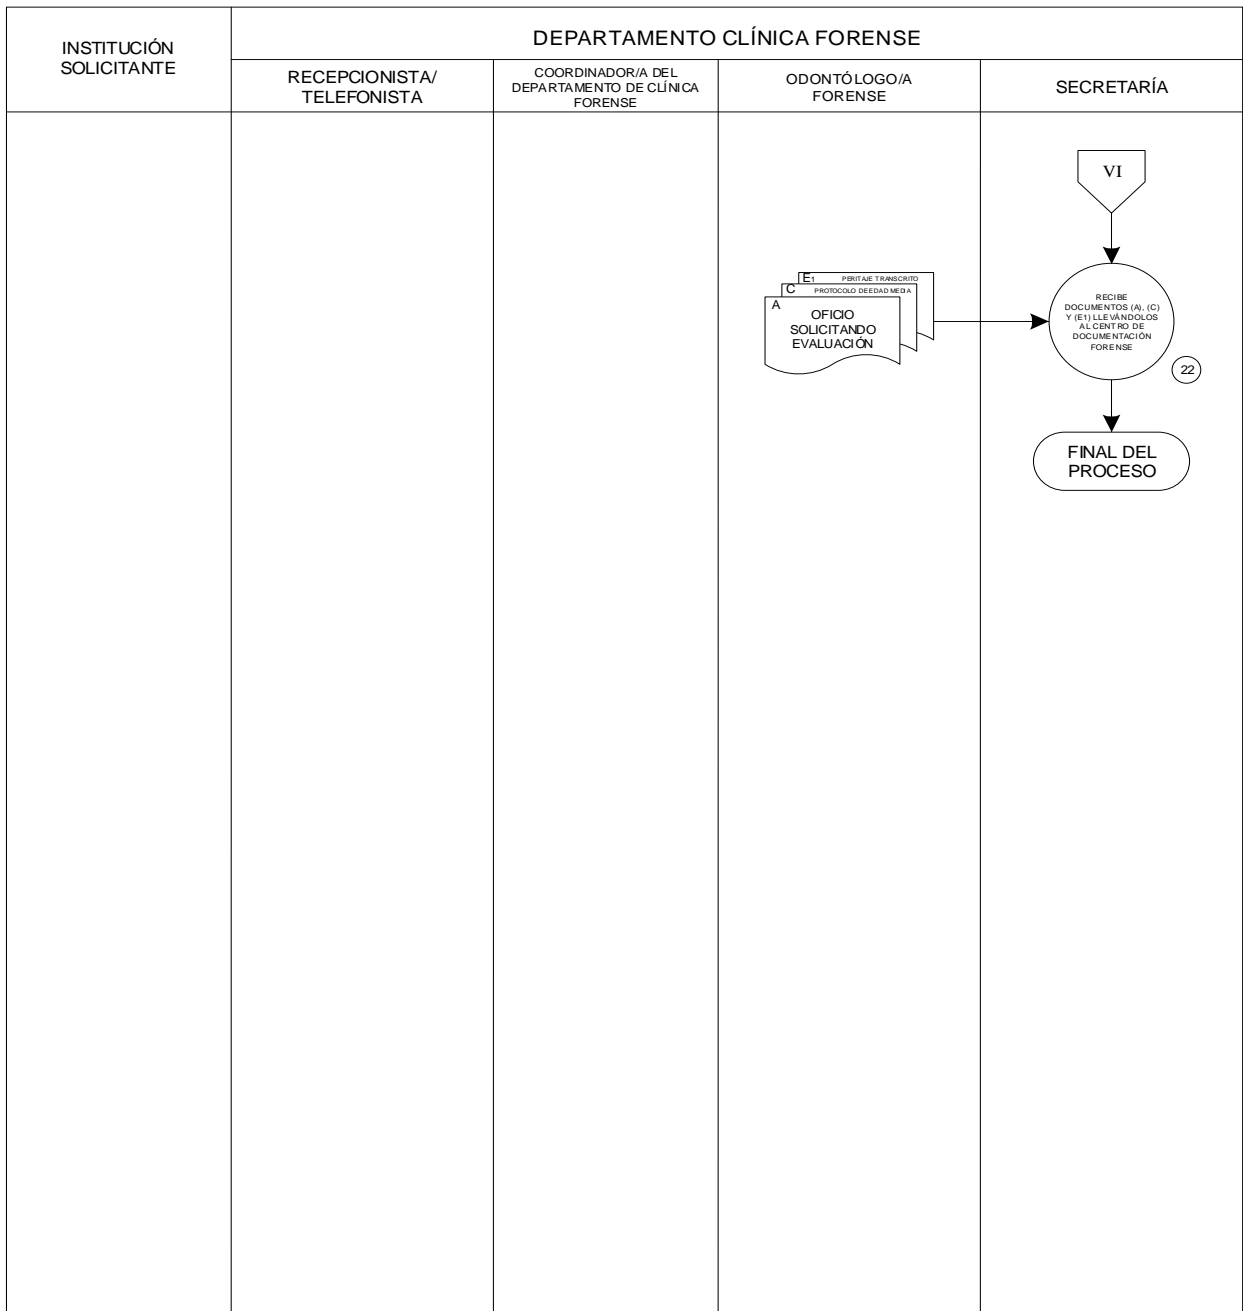 INSTITUCIÓN
SOLICITANTE
DEPARTAMENTO CLÍNICA FORENSE
RECEPCIONISTA/
TELEFONISTA
COORDINADOR/A DEL
DEPARTAMENTO DE CLÍNICA
FORENSE
ODONTÓLOGO/A
FORENSE
SECRETARÍA
VI
E1 PERITAJE TRANSCRITO
C PROTOCOLO DE EDAD MEDIA
A
OFICIO
SOLICITANDO
EVALUACIÓN
RECIBE
DOCUMENTOS (A), (C)
Y (E1) LLEVÁNDOLOS
AL CENTRO DE
DOCUMENTACIÓN
FORENSE
22
FINAL DEL
PROCESO